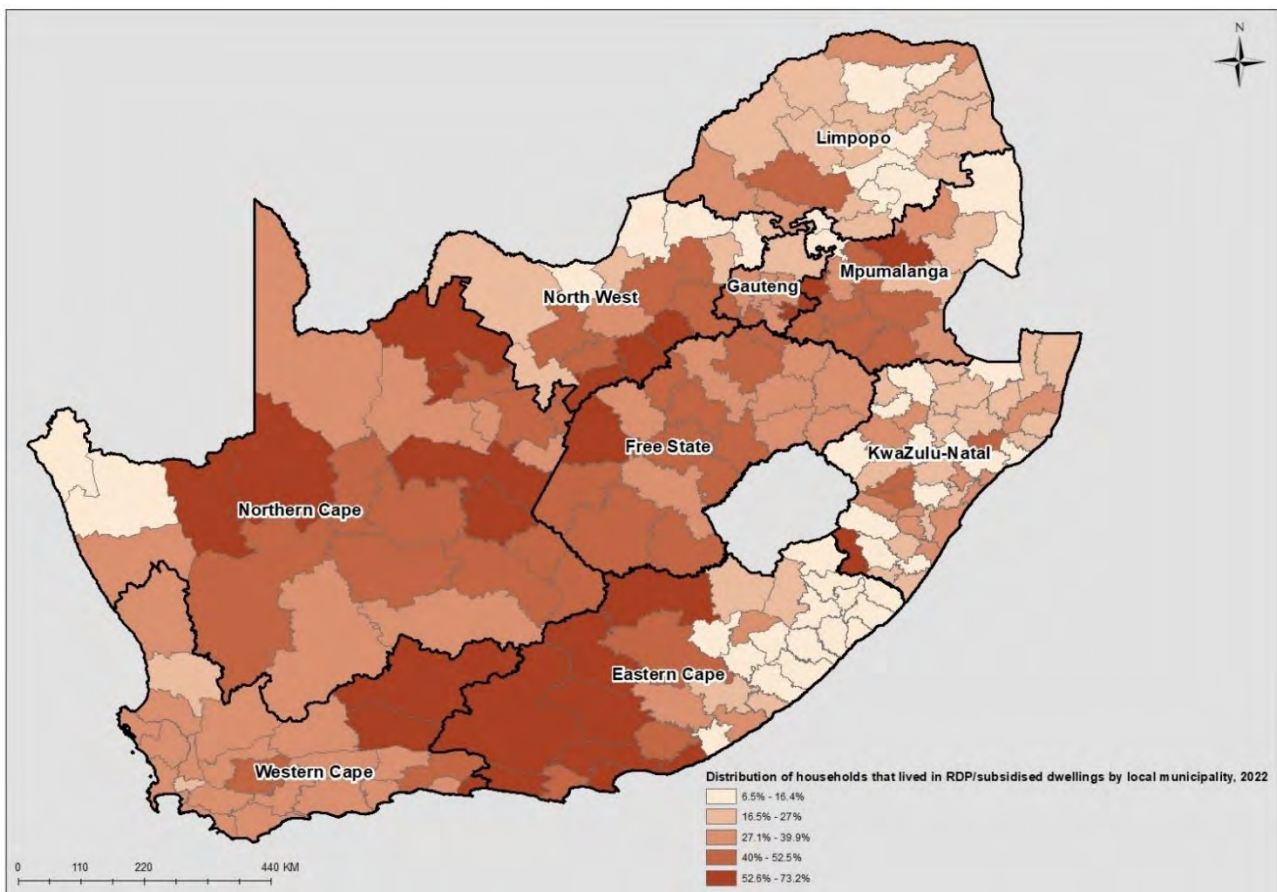 N
Limpopo
Mpumalanga
Gauteng
North West
Free State
KwaZulu-Natal
Northern Cape
Eastern Cape
Western Cape
Distribution of households that lived in RDP/subsidised dwellings by local municipality, 2022
6.5% - 16.4%
16.5% - 27%
27.1% - 39.9%
40% - 52.5%
52.6% - 73.2%
0 110 220 440 KM